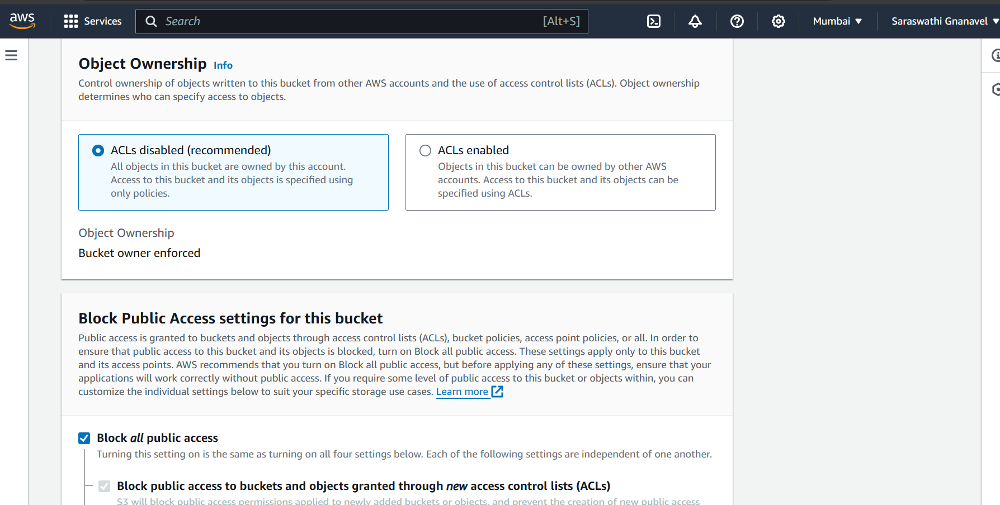 aws
Services
Search
[Alt+S]
Mumbai
Saraswathi Gnanavel
Object Ownership Info
Control ownership of objects written to this bucket from other AWS accounts and the use of access control lists (ACLs). Object ownership
determines who can specify access to objects.
ACLs disabled (recommended)
All objects in this bucket are owned by this account.
Access to this bucket and its objects is specified using
only policies.
ACLs enabled
Objects in this bucket can be owned by other AWS
accounts. Access to this bucket and its objects can be
specified using ACLs.
Object Ownership
Bucket owner enforced
Block Public Access settings for this bucket
Public access is granted to buckets and objects through access control lists (ACLs), bucket policies, access point policies, or all. In order to
ensure that public access to this bucket and its objects is blocked, turn on Block all public access. These settings apply only to this bucket
and its access points. AWS recommends that you turn on Block all public access, but before applying any of these settings, ensure that your
applications will work correctly without public access. If you require some level of public access to this bucket or objects within, you can
customize the individual settings below to suit your specific storage use cases. Learn more
Block all public access
Turning this setting on is the same as turning on all four settings below. Each of the following settings are independent of one another.
Block public access to buckets and objects granted through new access control lists (ACLs)
S3 will block public access permissions applied to newly added buckets or objects, and prevent the creation of new public access